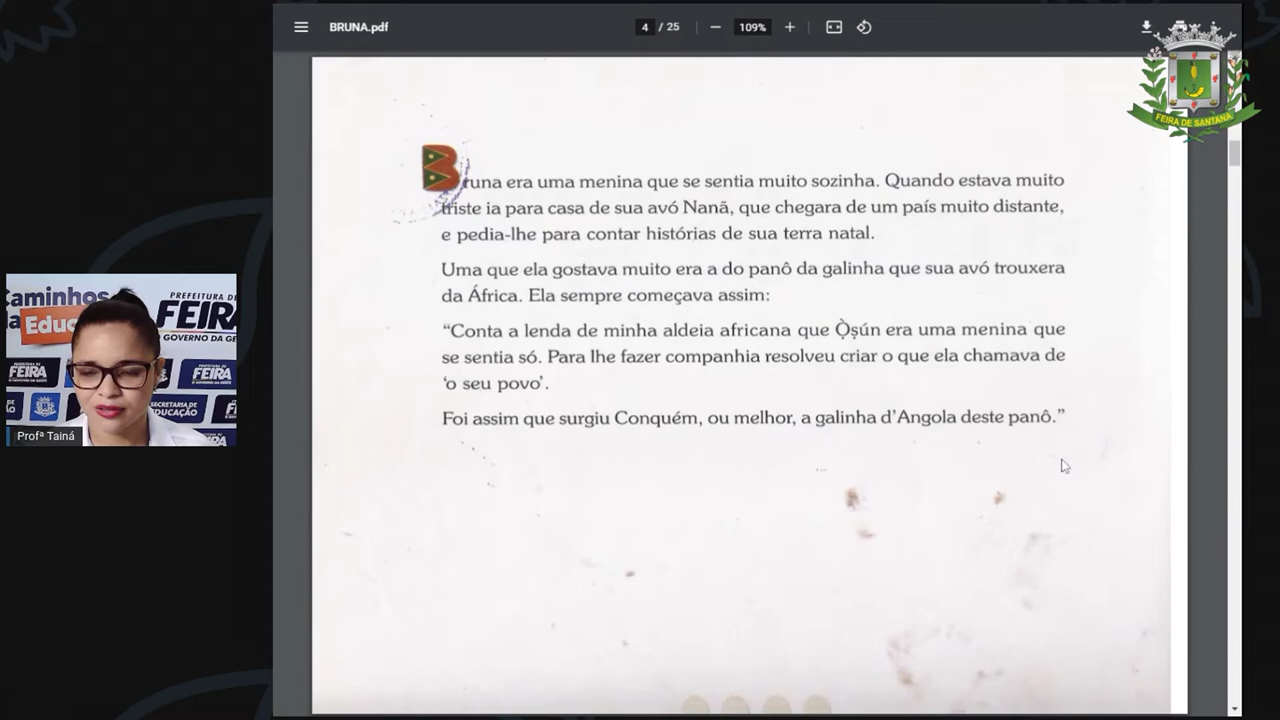 BRUNA.pdf
4 / 25
109%
FEIRA DE SANTANA
Bruna era uma menina que se sentia muito sozinha. Quando estava muito
triste ia para casa de sua avó Nanã, que chegara de um país muito distante,
e pedia-lhe para contar histórias de sua terra natal.
Uma que ela gostava muito era a do panô da galinha que sua avó trouxera
da África. Ela sempre começava assim:
“Conta a lenda de minha aldeia africana que Ọ̀ṣún era uma menina que
se sentia só. Para lhe fazer companhia resolveu criar o que ela chamava de
‘o seu povo’.
Foi assim que surgiu Conquém, ou melhor, a galinha d’Angola deste panô.”
Caminhos
Educ
PREFEITURA DE
FEIRA
GOVERNO DA GE
FEIRA
FEIRA
SECRETARIA DE
EDUCAÇÃO
Profª Tainá